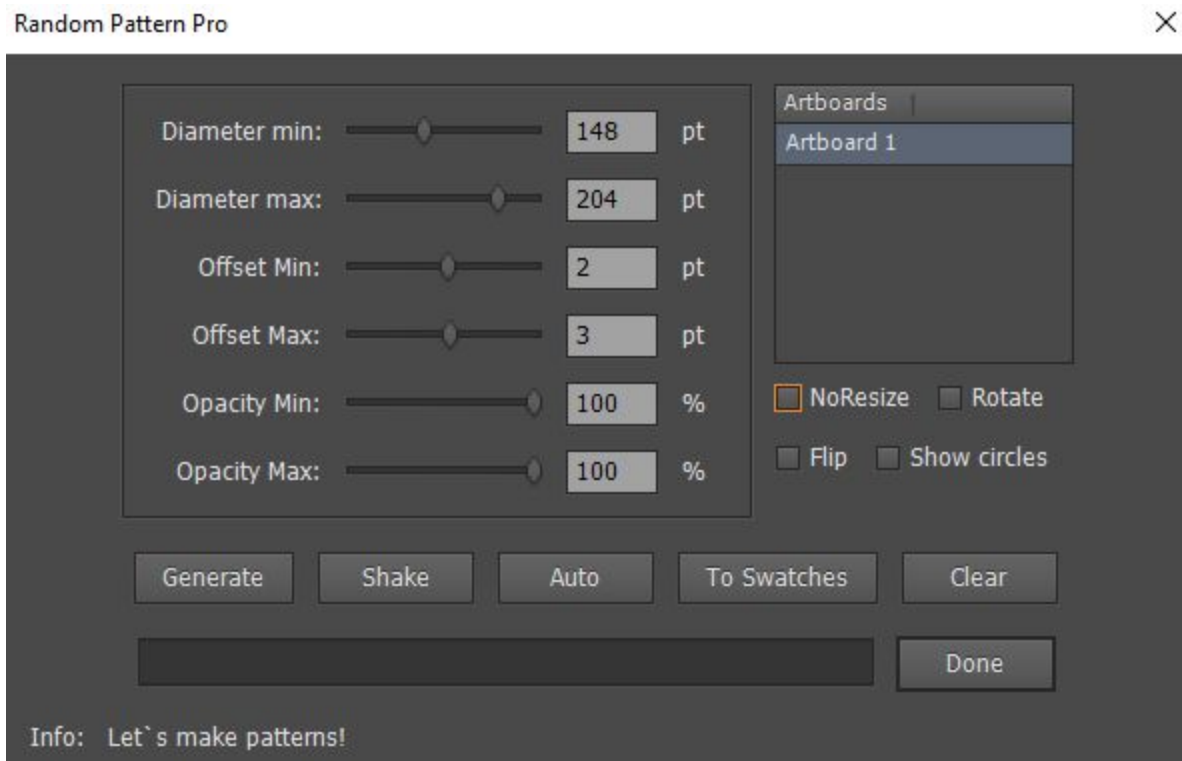 Random Pattern Pro
Diameter min: 148 pt
Diameter max: 204 pt
Offset Min: 2 pt
Offset Max: 3 pt
Opacity Min: 100 %
Opacity Max: 100 %
Artboards
Artboard 1
NoResize Rotate
Flip Show circles
Generate Shake Auto To Swatches Clear
Done
Info: Let`s make patterns!